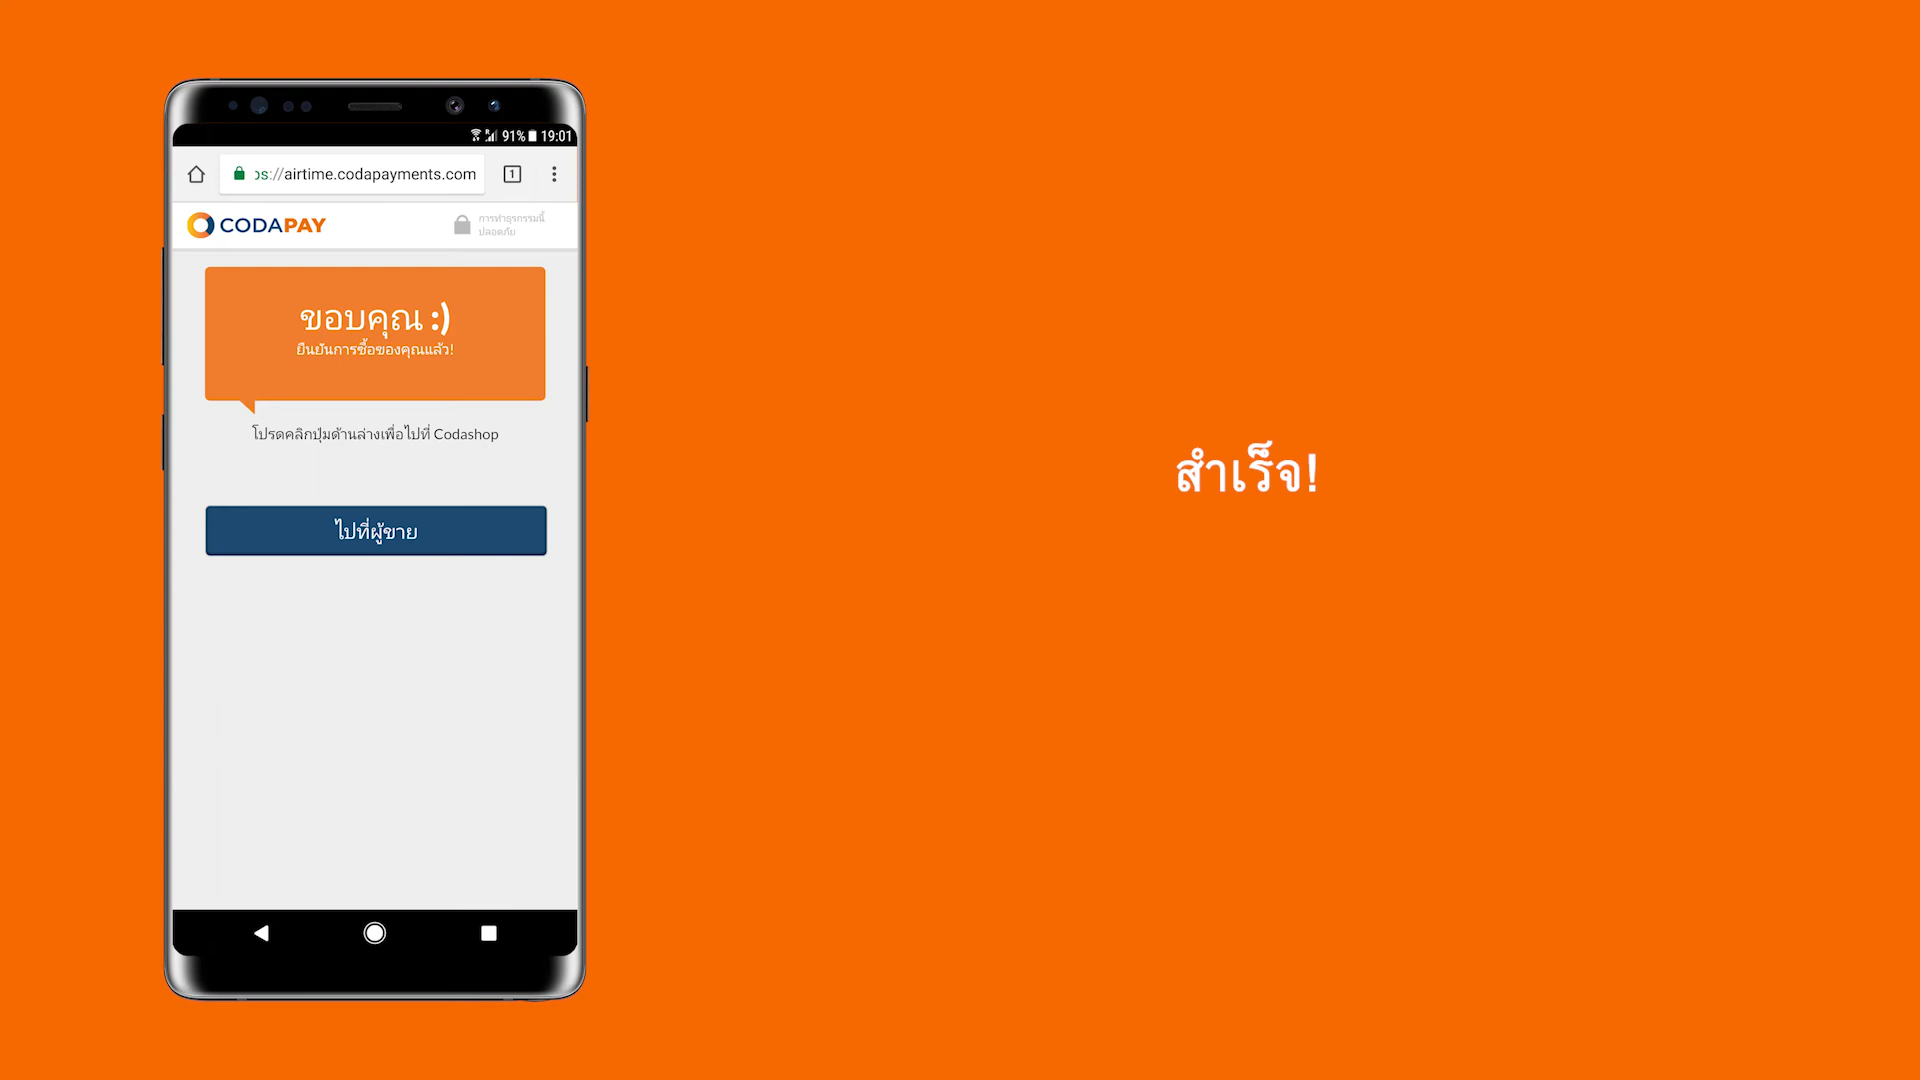 91% 19:01
ps://airtime.codapayments.com
1
CODAPAY
การทำธุรกรรมนี้
ปลอดภัย
ขอบคุณ :)
ยืนยันการซื้อของคุณแล้ว!
โปรดคลิกปุ่มด้านล่างเพื่อไปที่ Codashop
ไปที่ผู้ขาย
สำเร็จ!